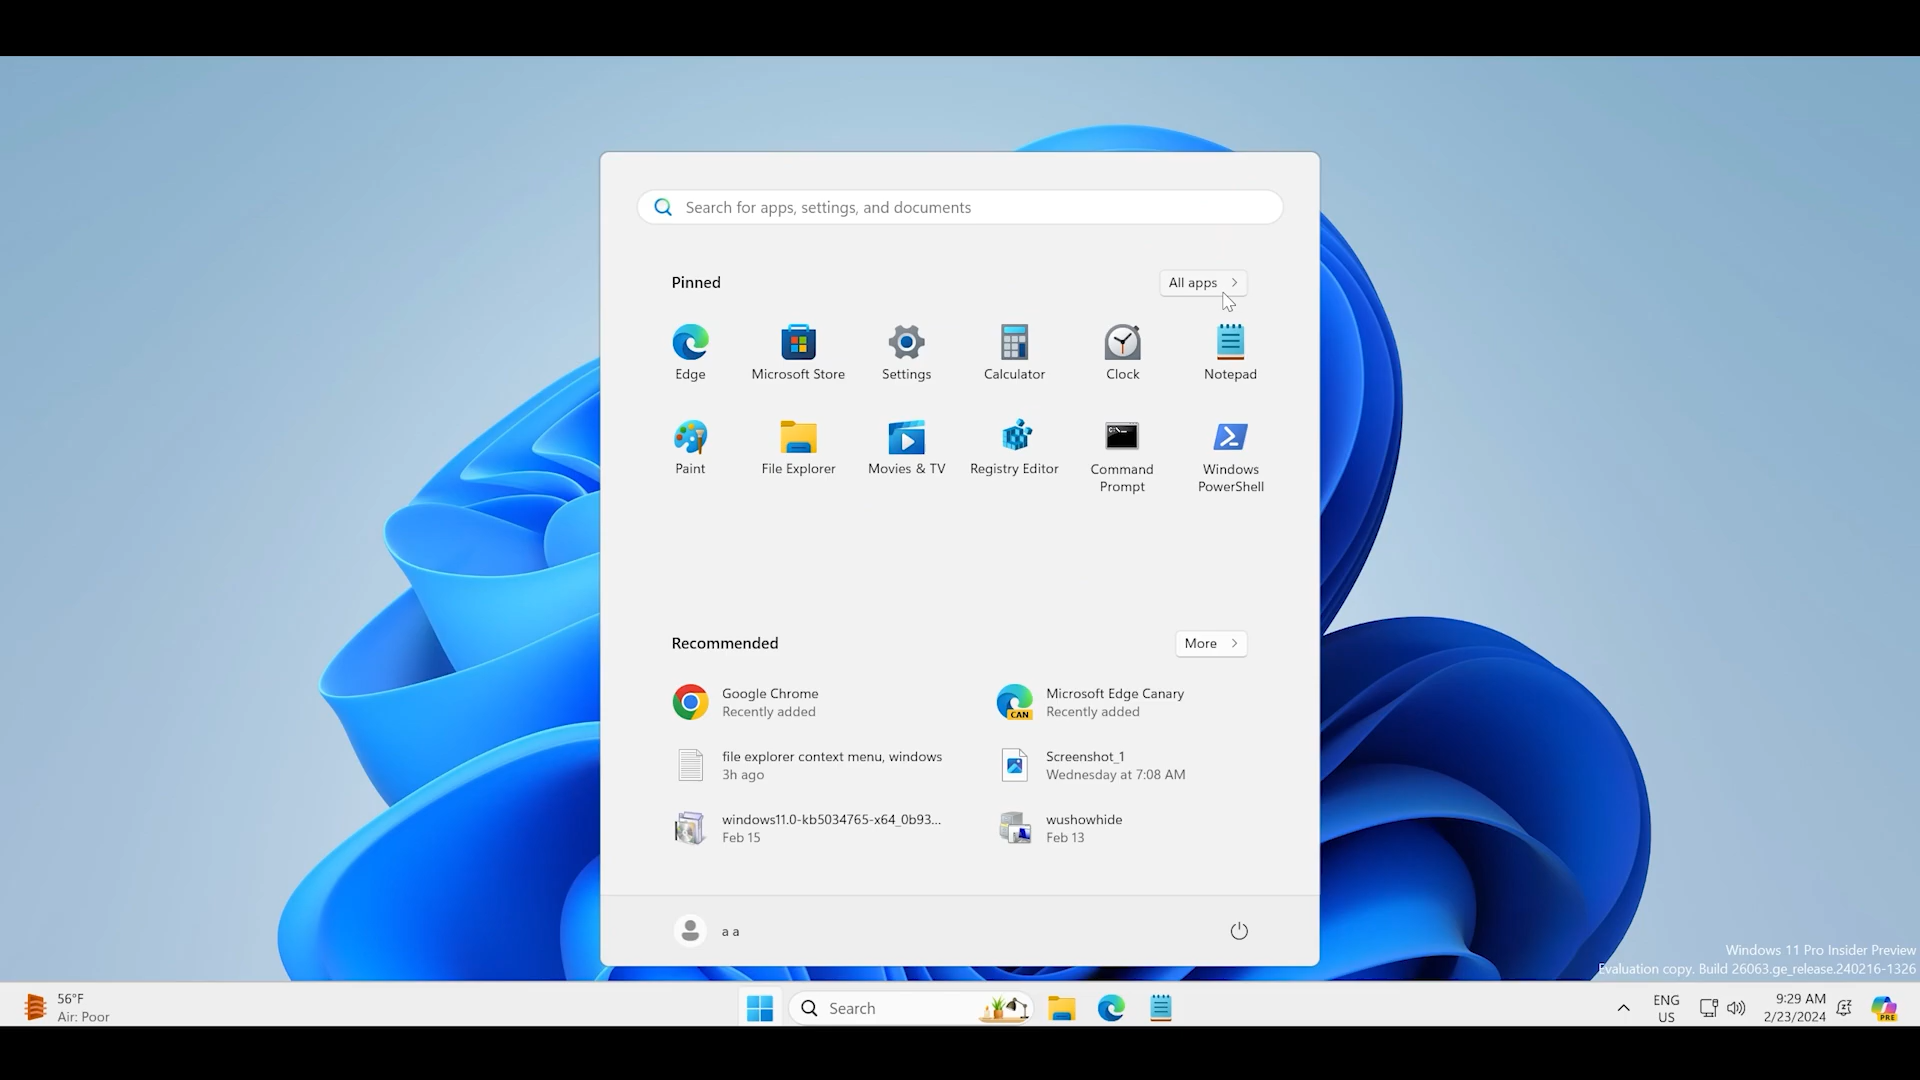 Search for apps, settings, and documents
Pinned
All apps
Edge
Microsoft Store
Settings
Calculator
Clock
Notepad
Paint
File Explorer
Movies & TV
Registry Editor
Command
Prompt
Windows
PowerShell
Recommended
More
Google Chrome
Recently added
CAN
Microsoft Edge Canary
Recently added
file explorer context menu, windows
3h ago
Screenshot_1
Wednesday at 7:08 AM
windows11.0-kb5034765-x64_0b93...
Feb 15
wushowhide
Feb 13
a a
Windows 11 Pro Insider Preview
Evaluation copy. Build 26063.ge_release.240216-1326
56°F
Air: Poor
Search
ENG
US
9:29 AM
2/23/2024
PRE